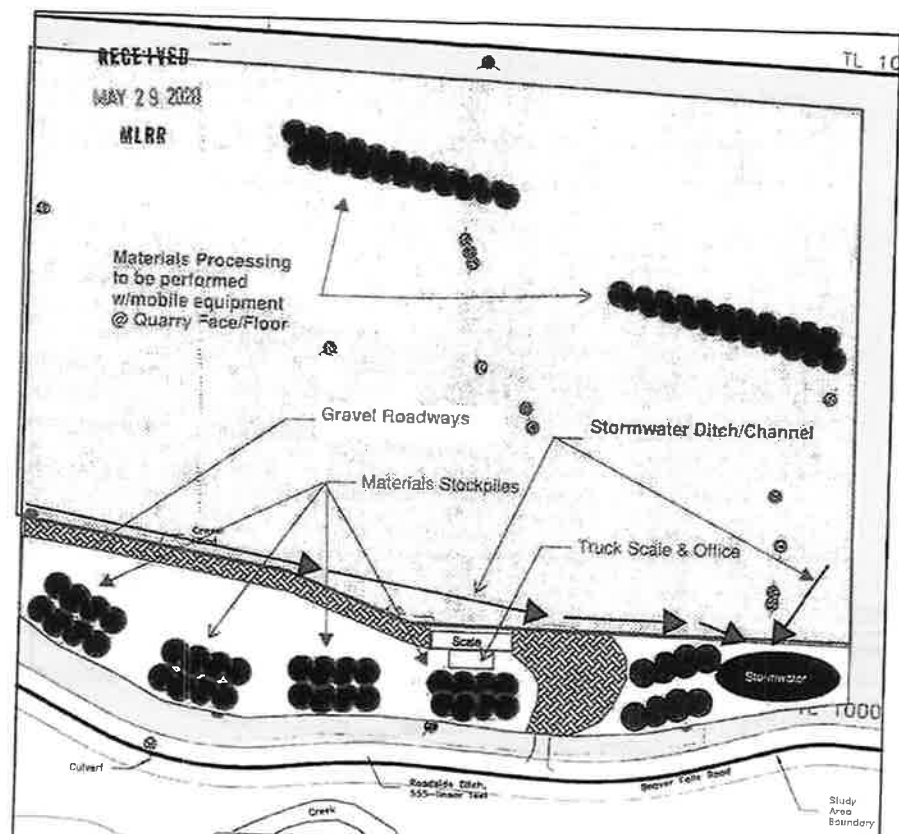 RECEIVED
MAY 29 2020
MLRR
TL 10
Materials Processing
to be performed
w/mobile equipment
@ Quarry Face/Floor
Gravel Roadways
Stormwater Ditch/Channel
Materials Stockpiles
Truck Scale & Office
Scale
Stormwater
TL 1000
Culvert
Roadside Ditch,
555-linear feet
Beaver Falls Road
Creek
Study
Area
Boundary